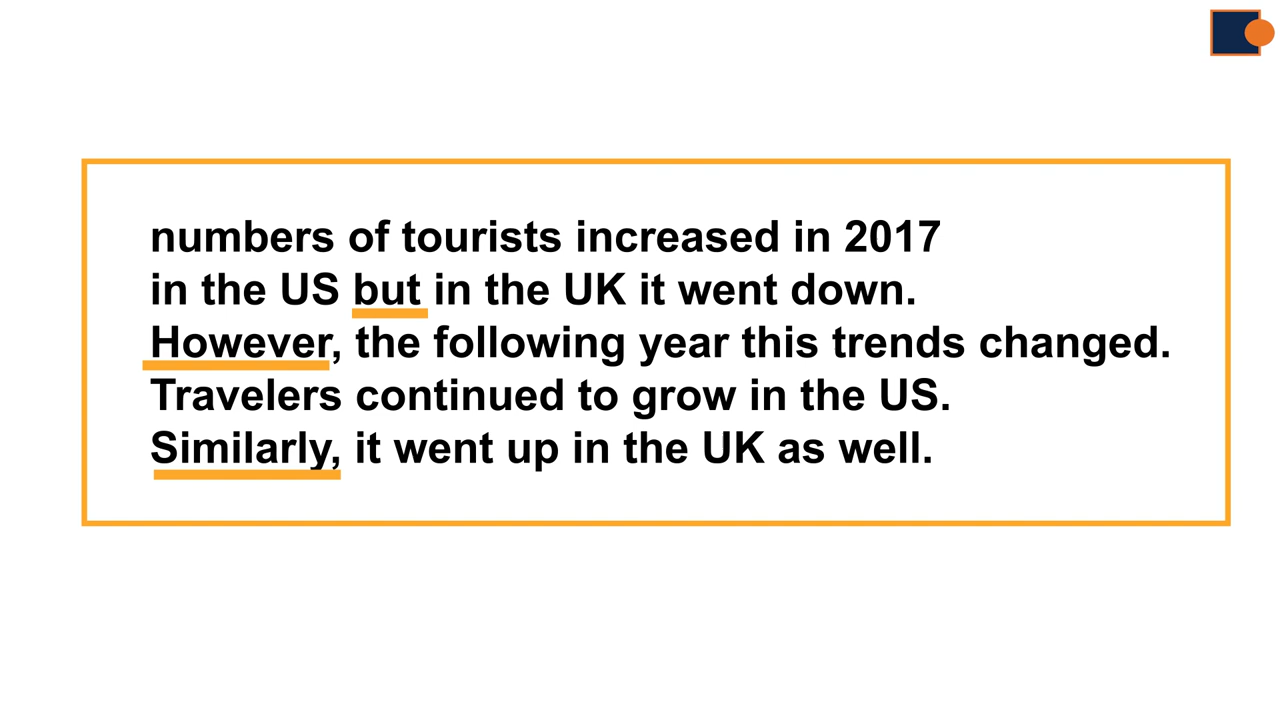 numbers of tourists increased in 2017
in the US but in the UK it went down.
However, the following year this trends changed.
Travelers continued to grow in the US.
Similarly, it went up in the UK as well.